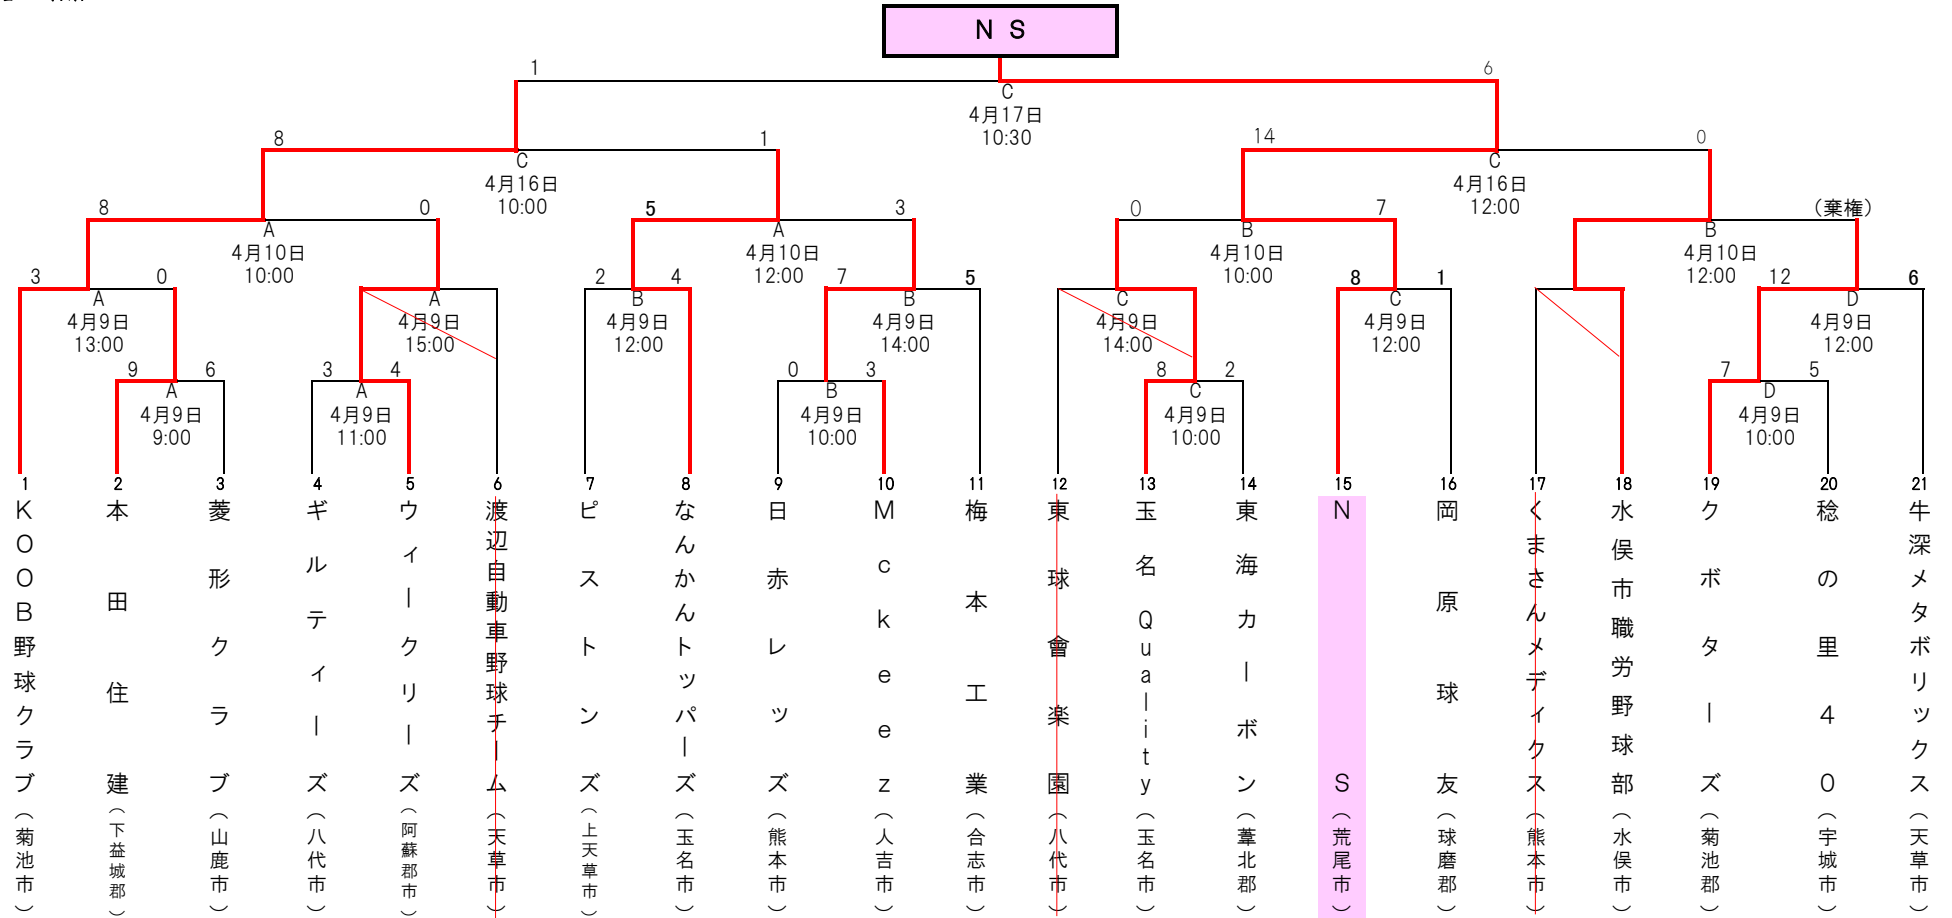 ＮＳ
1
6
C
4月17日
10:30
8
1
14
0
C
4月16日
10:00
C
4月16日
12:00
8
0
5
3
0
7
（棄権）
A
4月10日
10:00
A
4月10日
12:00
B
4月10日
10:00
B
4月10日
12:00
3
0
2
4
7
5
8
1
12
6
A
4月9日
13:00
A
4月9日
15:00
B
4月9日
12:00
B
4月9日
14:00
C
4月9日
14:00
C
4月9日
12:00
D
4月9日
12:00
9
6
3
4
0
3
8
2
7
5
A
4月9日
9:00
A
4月9日
11:00
B
4月9日
10:00
C
4月9日
10:00
D
4月9日
10:00
1
ＫＯＯＢ野球クラブ（菊池市）
2
本田住建（下益城郡）
3
菱形クラブ（山鹿市）
4
ギルティーズ（八代市）
5
ウィークリーズ（阿蘇郡市）
6
渡辺自動車野球チーム（天草市）
7
ピストンズ（上天草市）
8
なんかんトッパーズ（玉名市）
9
日赤レッズ（熊本市）
10
Ｍｃｋｅｅｚ（人吉市）
11
梅本工業（合志市）
12
東球會楽園（八代市）
13
玉名Ｑｕａｌｉｔｙ（玉名市）
14
東海カーボン（葦北郡）
15
ＮＳ（荒尾市）
16
岡原球友（球磨郡）
17
くまさんメディクス（熊本市）
18
水俣市職労野球部（水俣市）
19
クボターズ（菊池郡）
20
稔の里４０（宇城市）
21
牛深メタボリックス（天草市）